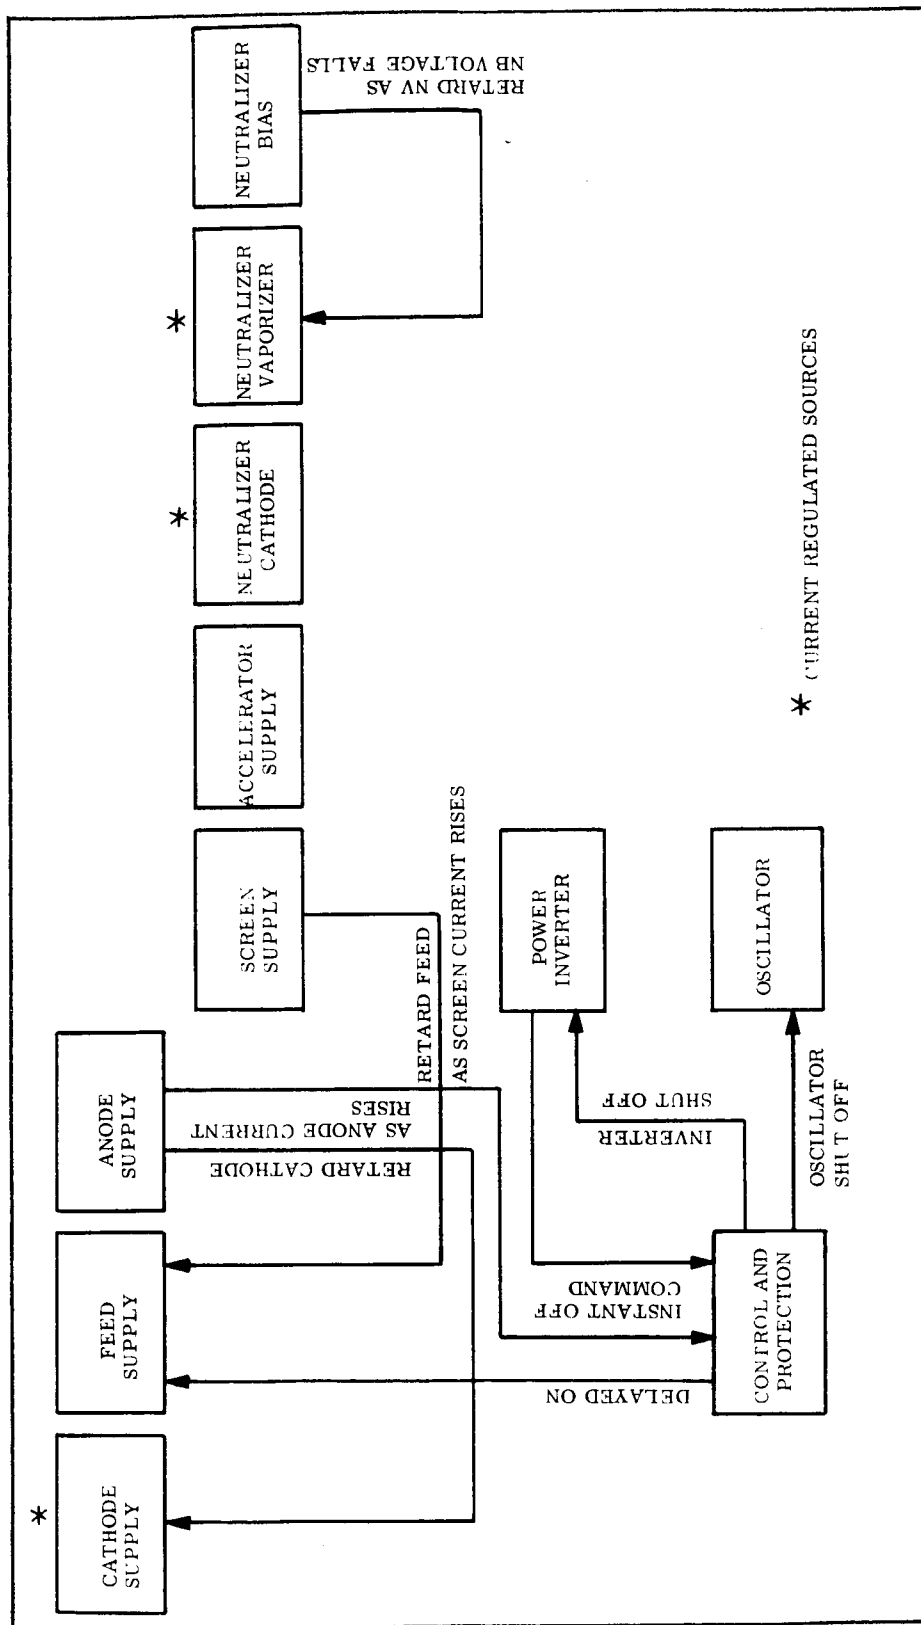 CATHODE
SUPPLY
*
FEED
SUPPLY
ANODE
SUPPLY
SCREEN
SUPPLY
ACCELERATOR
SUPPLY
NEUTRALIZER
CATHODE
*
NEUTRALIZER
VAPORIZER
*
NEUTRALIZER
BIAS
RETARD NV AS
NB VOLTAGE FALLS
RETARD CATHODE
AS ANODE CURRENT
RISES
RETARD FEED
AS SCREEN CURRENT RISES
DELAYED ON
INSTANT OFF
COMMAND
INVERTER
SHUT OFF
POWER
INVERTER
CONTROL AND
PROTECTION
OSCILLATOR
SHUT OFF
OSCILLATOR
* CURRENT REGULATED SOURCES